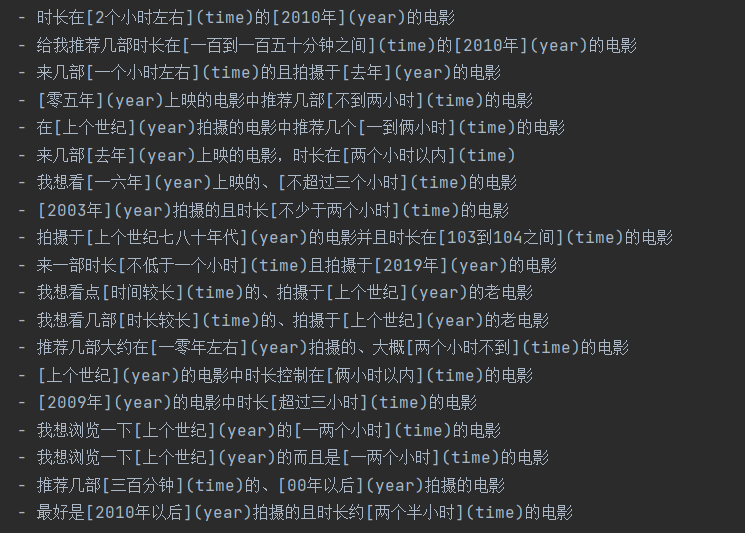 - 时长在[2个小时左右](time)的[2010年](year)的电影
- 给我推荐几部时长在[一百到一百五十分钟之间](time)的[2010年](year)的电影
- 来几部[一个小时左右](time)的且拍摄于[去年](year)的电影
- [零五年](year)上映的电影中推荐几部[不到两小时](time)的电影
- 在[上个世纪](year)拍摄的电影中推荐几个[一到俩小时](time)的电影
- 来几部[去年](year)上映的电影，时长在[两个小时以内](time)
- 我想看[一六年](year)上映的、[不超过三个小时](time)的电影
- [2003年](year)拍摄的且时长[不少于两个小时](time)的电影
- 拍摄于[上个世纪七八十年代](year)的电影并且时长在[103到104之间](time)的电影
- 来一部时长[不低于一个小时](time)且拍摄于[2019年](year)的电影
- 我想看点[时间较长](time)的、拍摄于[上个世纪](year)的老电影
- 我想看几部[时长较长](time)的、拍摄于[上个世纪](year)的老电影
- 推荐几部大约在[一零年左右](year)拍摄的、大概[两个小时不到](time)的电影
- [上个世纪](year)的电影中时长控制在[俩小时以内](time)的电影
- [2009年](year)的电影中时长[超过三小时](time)的电影
- 我想浏览一下[上个世纪](year)的[一两个小时](time)的电影
- 我想浏览一下[上个世纪](year)的而且是[一两个小时](time)的电影
- 推荐几部[三百分钟](time)的、[00年以后](year)拍摄的电影
- 最好是[2010年以后](year)拍摄的且时长约[两个半小时](time)的电影